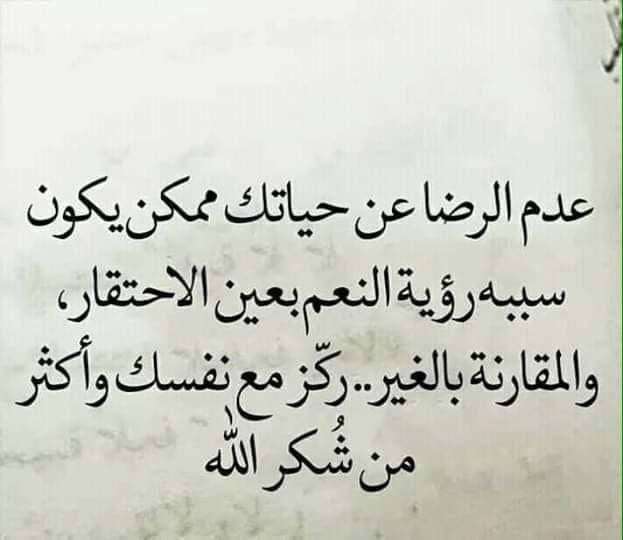 عدم الرضا عن حياتك ممكن يكون
سببه رؤية النعم بعين الاحتقار،
والمقارنة بالغير.. ركّز مع نفسك وأكثر
من شُكر الله